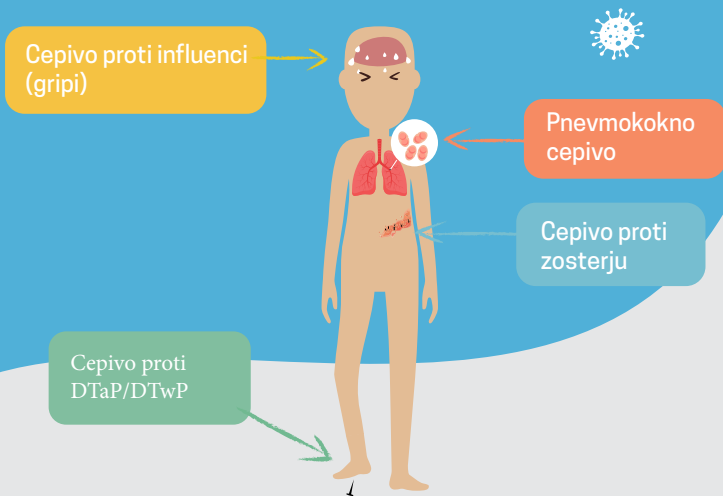 Cepivo proti influenci
(gripi)
Pnevmokokno
cepivo
Cepivo proti
zosterju
Cepivo proti
DTaP/DTwP